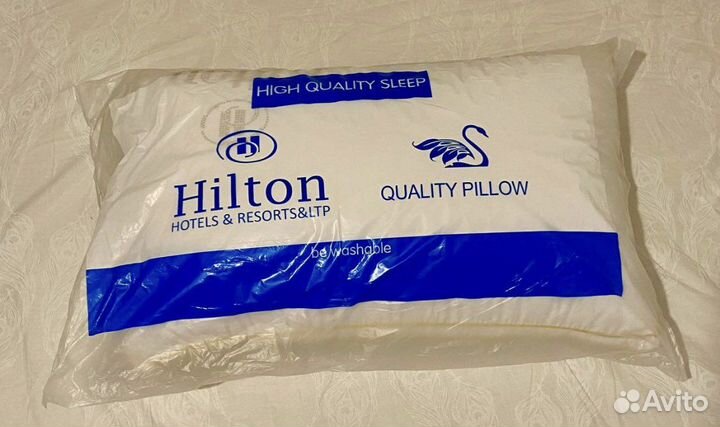 HIGH QUALITY SLEEP
Hilton
HOTELS & RESORTS&LTP
QUALITY PILLOW
be washable
Avito